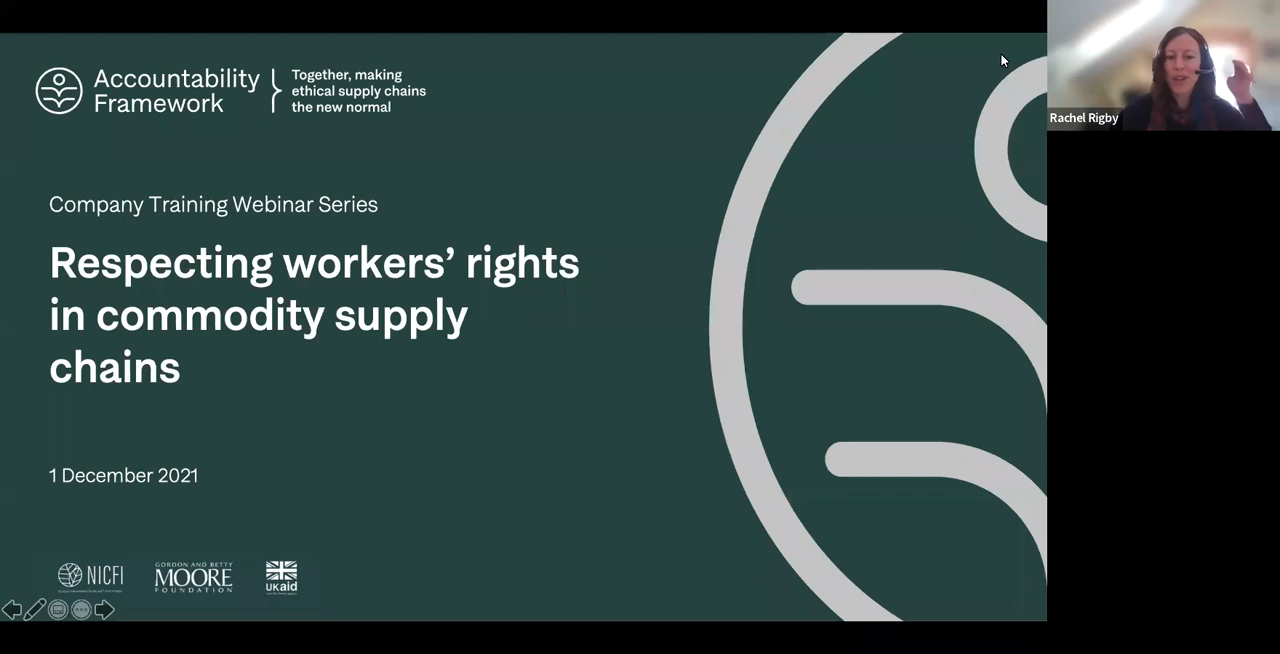 Accountability
Framework
Together, making
ethical supply chains
the new normal
Rachel Rigby
Company Training Webinar Series
Respecting workers’ rights
in commodity supply
chains
1 December 2021
NICFI
GORDON AND BETTY
MOORE
FOUNDATION
UKaid